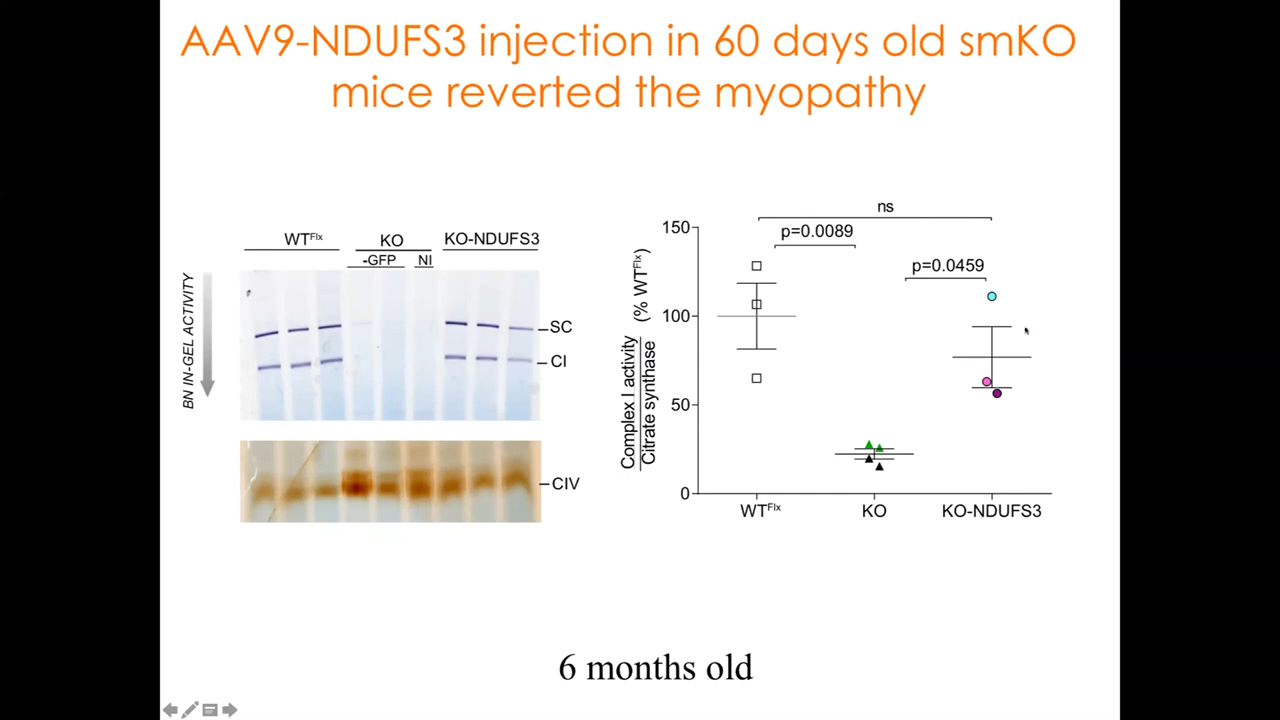 AAV9-NDUFS3 injection in 60 days old smKO
mice reverted the myopathy
WTFlx
KO
KO-NDUFS3
-GFP
NI
BN IN-GEL ACTIVITY
SC
CI
CIV
Complex I activity
Citrate synthase
(% WTFlx)
150
100
50
0
ns
p=0.0089
p=0.0459
WTFlx
KO
KO-NDUFS3
6 months old